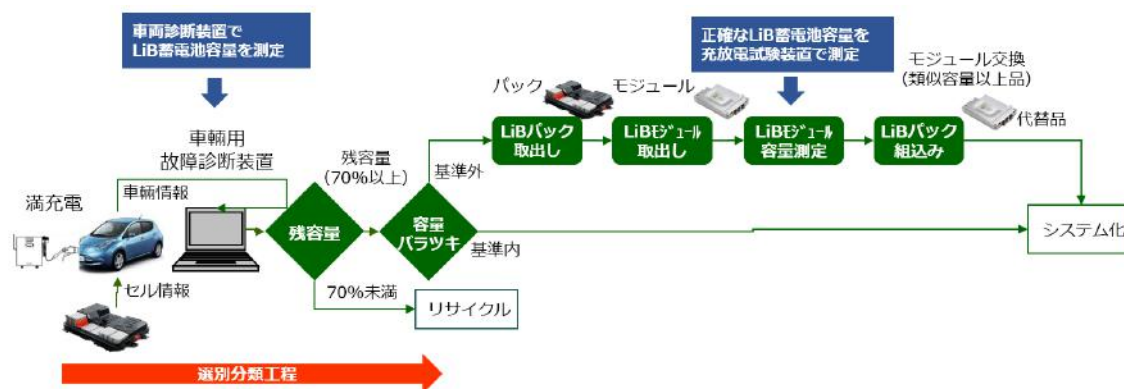 車両診断装置で
LiB蓄電池容量を測定
正確なLiB蓄電池容量を
充放電試験装置で測定
モジュール交換
(類似容量以上品)
パック
モジュール
代替品
LiBパック
取出し
LiBﾓｼﾞｭｰﾙ
取出し
LiBﾓｼﾞｭｰﾙ
容量測定
LiBパック
組込み
車輌用
故障診断装置
残容量
(70%以上)
基準外
車輌情報
満充電
残容量
容量
バラツキ
基準内
システム化
セル情報
70%未満
リサイクル
選別分類工程